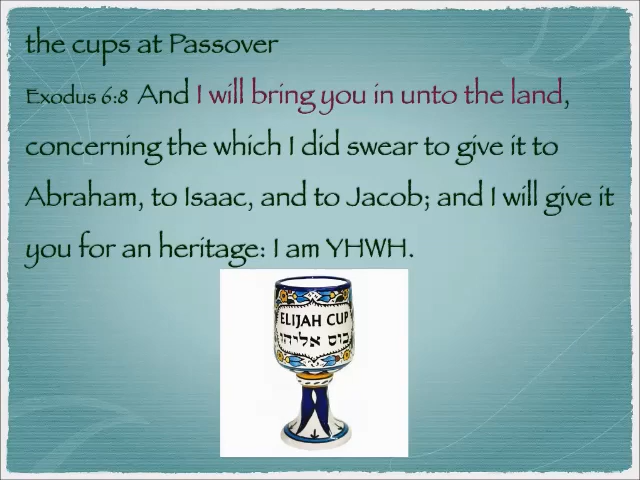 the cups at Passover
Exodus 6:8 And I will bring you in unto the land,
concerning the which I did swear to give it to
Abraham, to Isaac, and to Jacob; and I will give it
you for an heritage: I am YHWH.
ELIJAH CUP
כוס אליהו